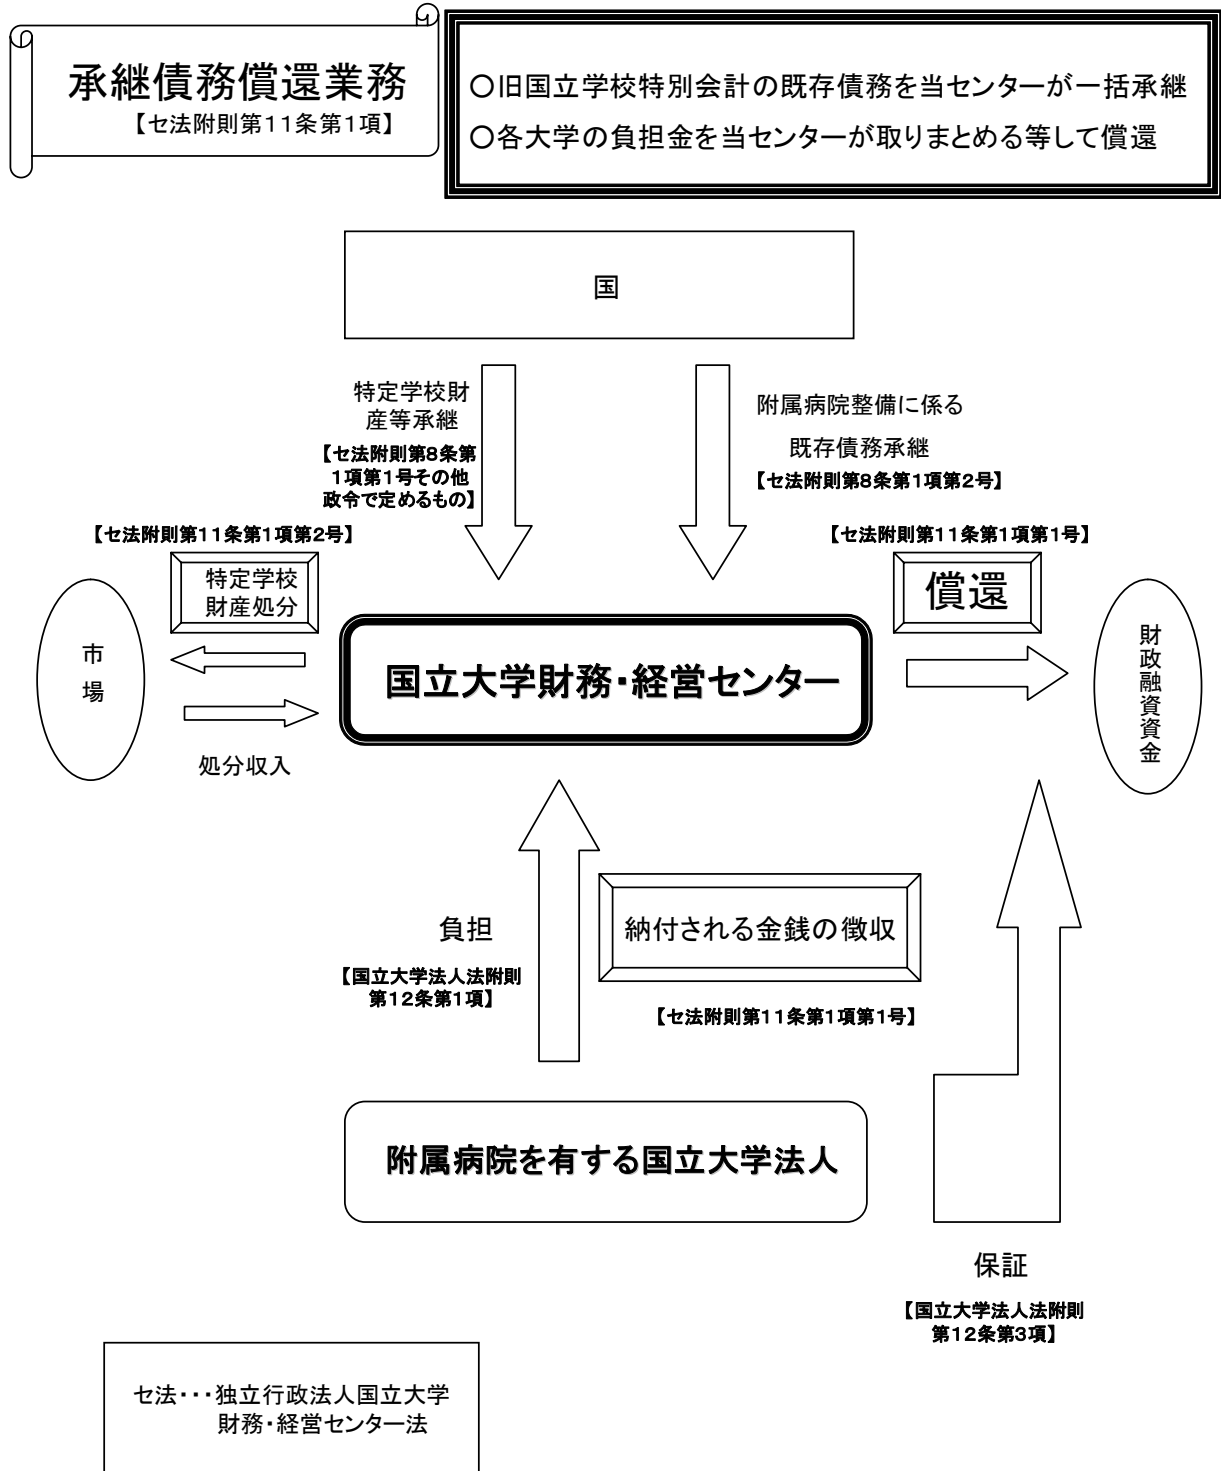 承継債務償還業務
【セ法附則第11条第1項】
○旧国立学校特別会計の既存債務を当センターが一括承継
○各大学の負担金を当センターが取りまとめる等して償還
国
特定学校財
産等承継
【セ法附則第8条第
1項第1号その他
政令で定めるもの】
附属病院整備に係る
既存債務承継
【セ法附則第8条第1項第2号】
【セ法附則第11条第1項第2号】
特定学校
財産処分
【セ法附則第11条第1項第1号】
償還
市場
国立大学財務・経営センター
財政融資資金
処分収入
負担
【国立大学法人法附則
第12条第1項】
納付される金銭の徴収
【セ法附則第11条第1項第1号】
附属病院を有する国立大学法人
保証
【国立大学法人法附則
第12条第3項】
セ法・・・独立行政法人国立大学
財務・経営センター法